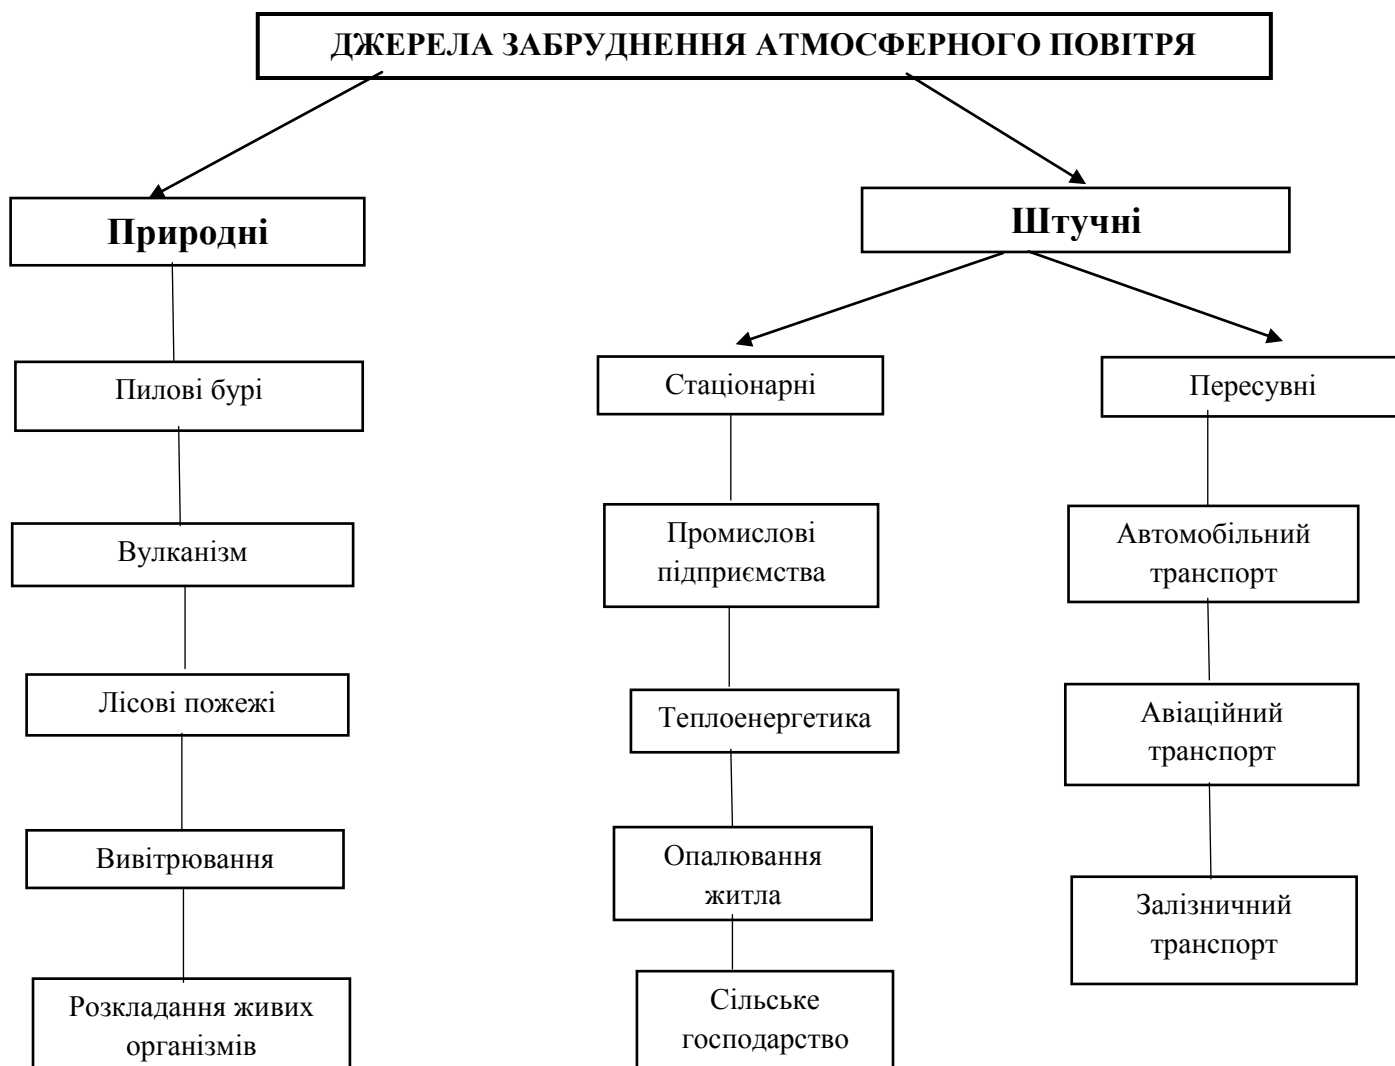 ДЖЕРЕЛА ЗАБРУДНЕННЯ АТМОСФЕРНОГО ПОВІТРЯ
Природні
Штучні
Пилові бурі
Вулканізм
Лісові пожежі
Вивітрювання
Розкладання живих
організмів
Стаціонарні
Промислові
підприємства
Теплоенергетика
Опалювання
житла
Сільське
господарство
Пересувні
Автомобільний
транспорт
Авіаційний
транспорт
Залізничний
транспорт